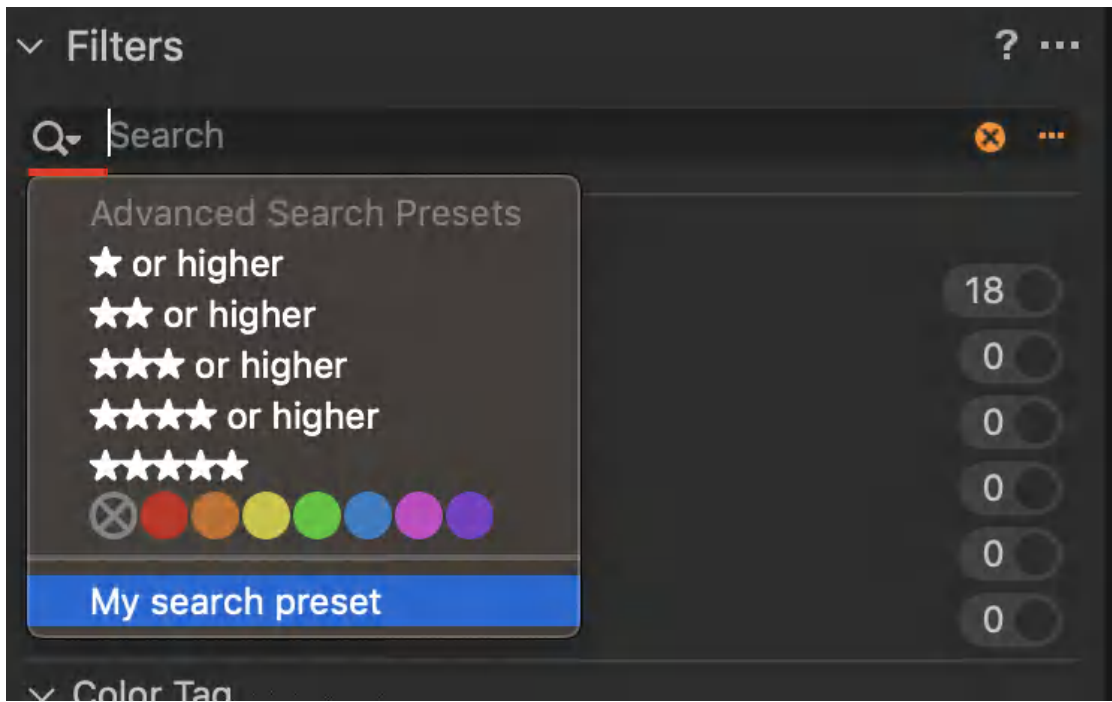 Filters ? ...
Search ...
Advanced Search Presets
★ or higher
18
★★ or higher
0
★★★ or higher
0
★★★★ or higher
0
★★★★★
0
My search preset
0
Color Tag